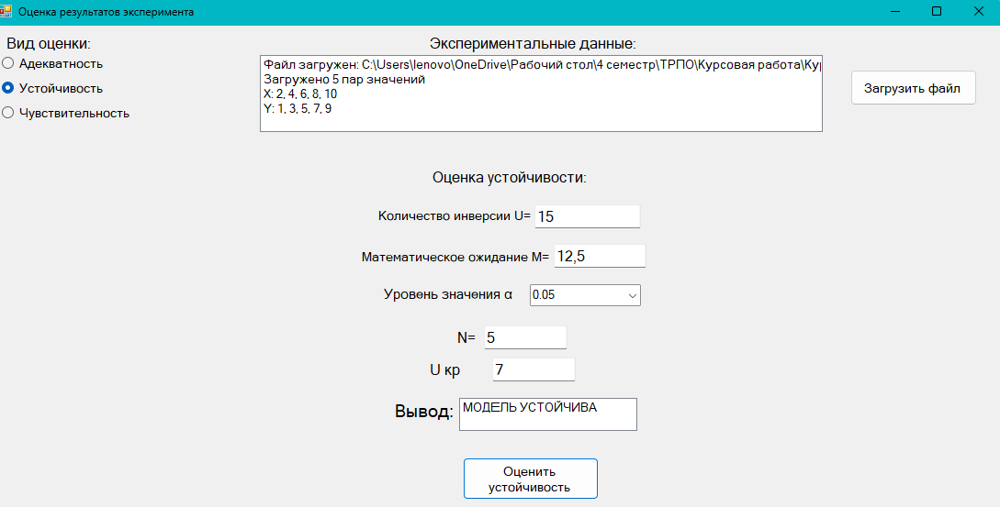 Оценка результатов эксперимента
Вид оценки:
Адекватность
Устойчивость
Чувствительность
Экспериментальные данные:
Файл загружен: C:\Users\lenovo\OneDrive\Рабочий стол\4 семестр\ТРПО\Курсовая работа\Кур
Загружено 5 пар значений
X: 2, 4, 6, 8, 10
Y: 1, 3, 5, 7, 9
Загрузить файл
Оценка устойчивости:
Количество инверсии U= 15
Математическое ожидание М= 12,5
Уровень значения α 0.05
N= 5
U кр 7
Вывод: МОДЕЛЬ УСТОЙЧИВА
Оценить
устойчивость